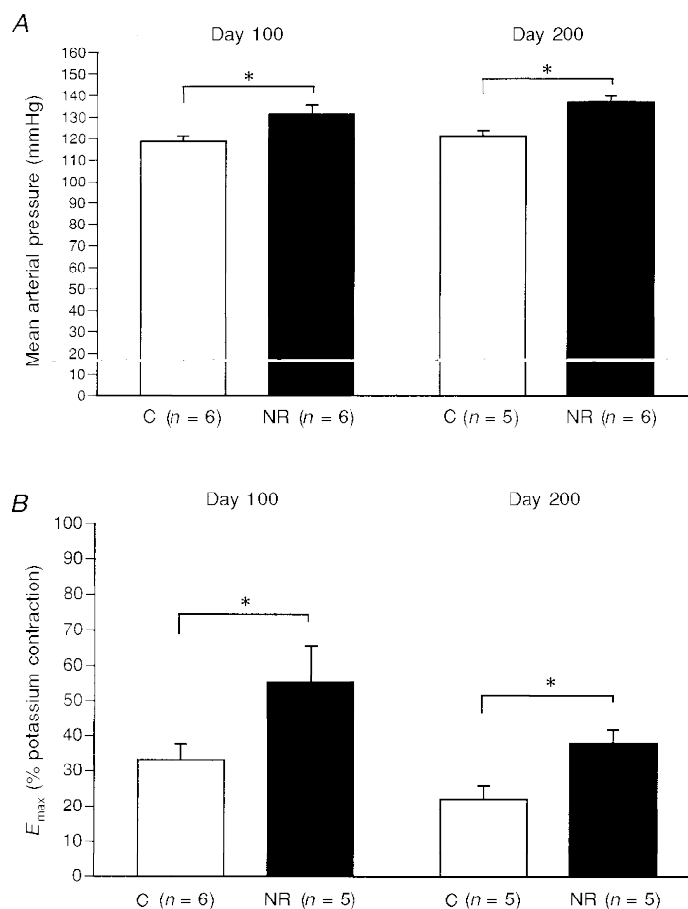 A
Day 100
Day 200
Mean arterial pressure (mmHg)
160
150
140
130
120
110
100
90
80
70
60
50
40
30
20
10
0
*
*
C (n = 6)
NR (n = 6)
C (n = 5)
NR (n = 6)
B
Day 100
Day 200
Emax (% potassium contraction)
100
90
80
70
60
50
40
30
20
10
0
*
*
C (n = 6)
NR (n = 5)
C (n = 5)
NR (n = 5)